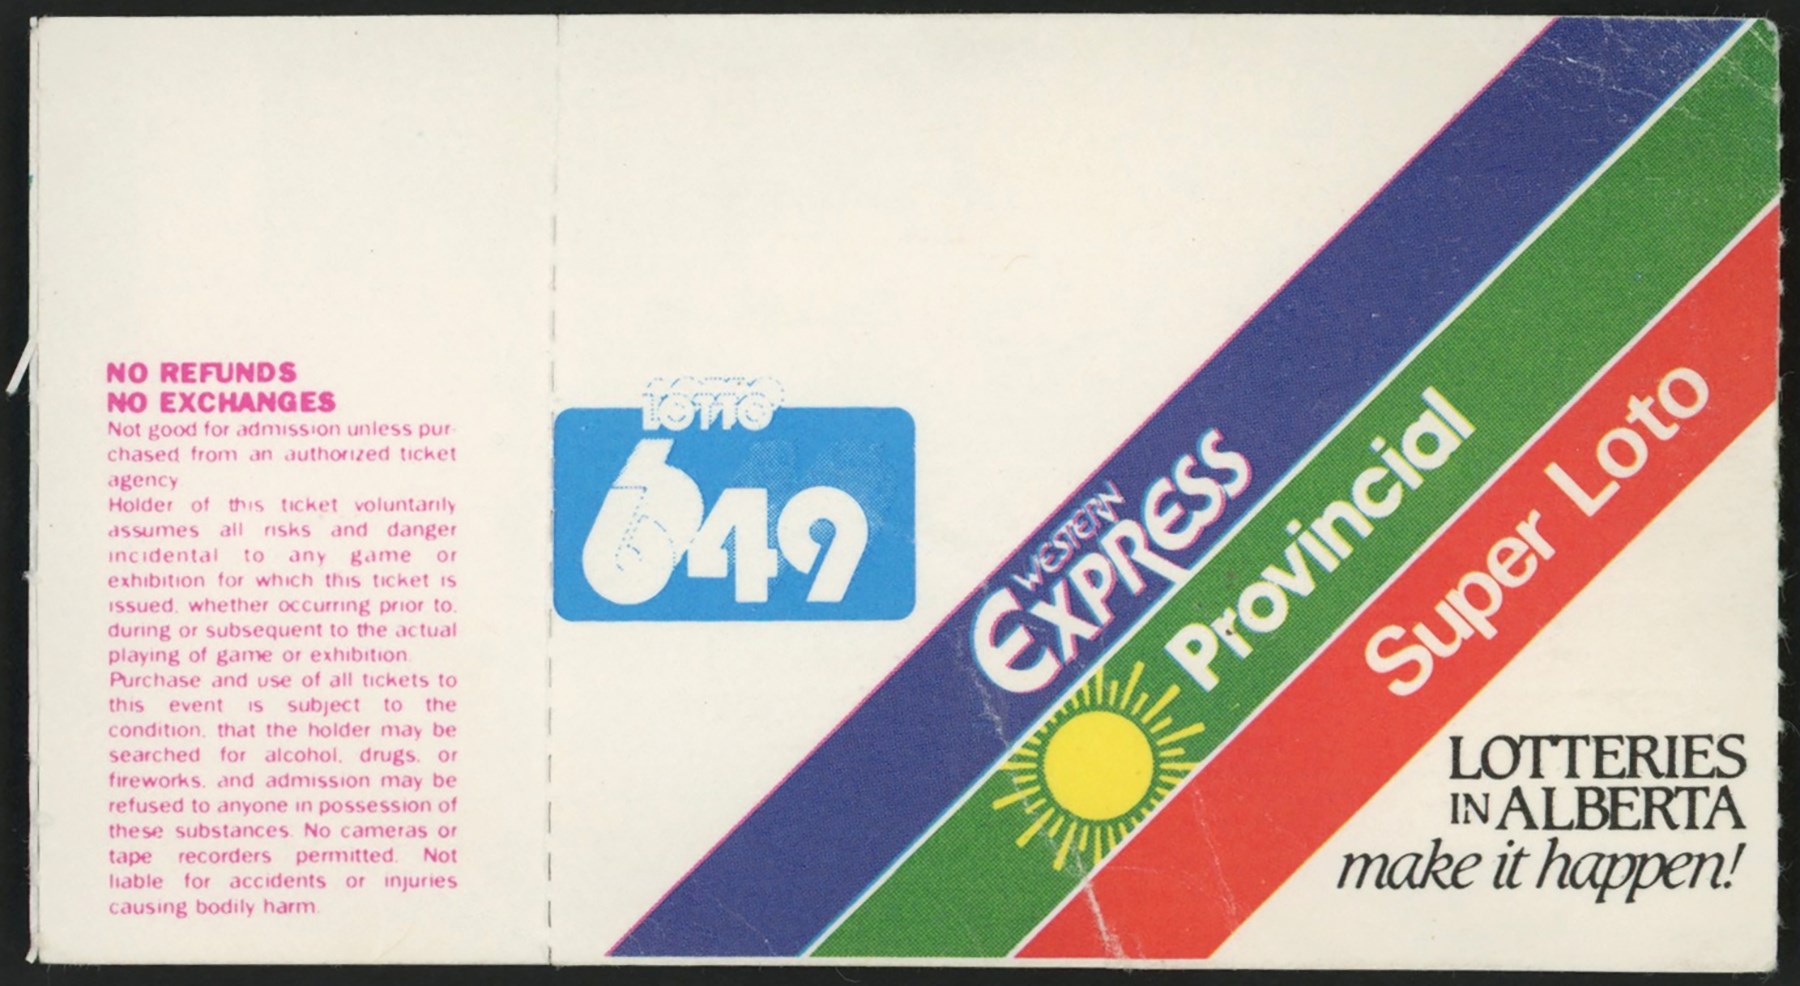 NO REFUNDS
NO EXCHANGES
Not good for admission unless pur-
chased from an authorized ticket
agency
Holder of this ticket voluntarily
assumes all risks and danger
incidental to any game or
exhibition for which this ticket is
issued, whether occurring prior to,
during or subsequent to the actual
playing of game or exhibition.
Purchase and use of all tickets to
this event is subject to the
condition, that the holder may be
searched for alcohol, drugs, or
fireworks, and admission may be
refused to anyone in possession of
these substances. No cameras or
tape recorders permitted. Not
liable for accidents or injuries
causing bodily harm.
LOTTO
649
WESTERN
EXPRESS
Provincial
Super Loto
LOTTERIES
IN ALBERTA
make it happen!